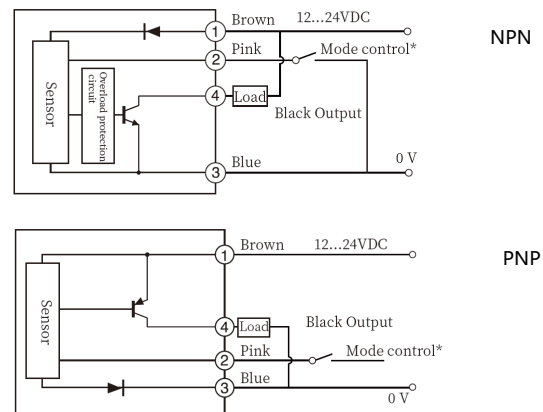 1 Brown 12...24VDC
NPN
2 Pink Mode control*
Sensor
Overload protection
circuit
4 Load
Black Output
3 Blue 0 V
1 Brown 12...24VDC
PNP
Sensor
4 Load Black Output
2 Pink Mode control*
3 Blue
0 V